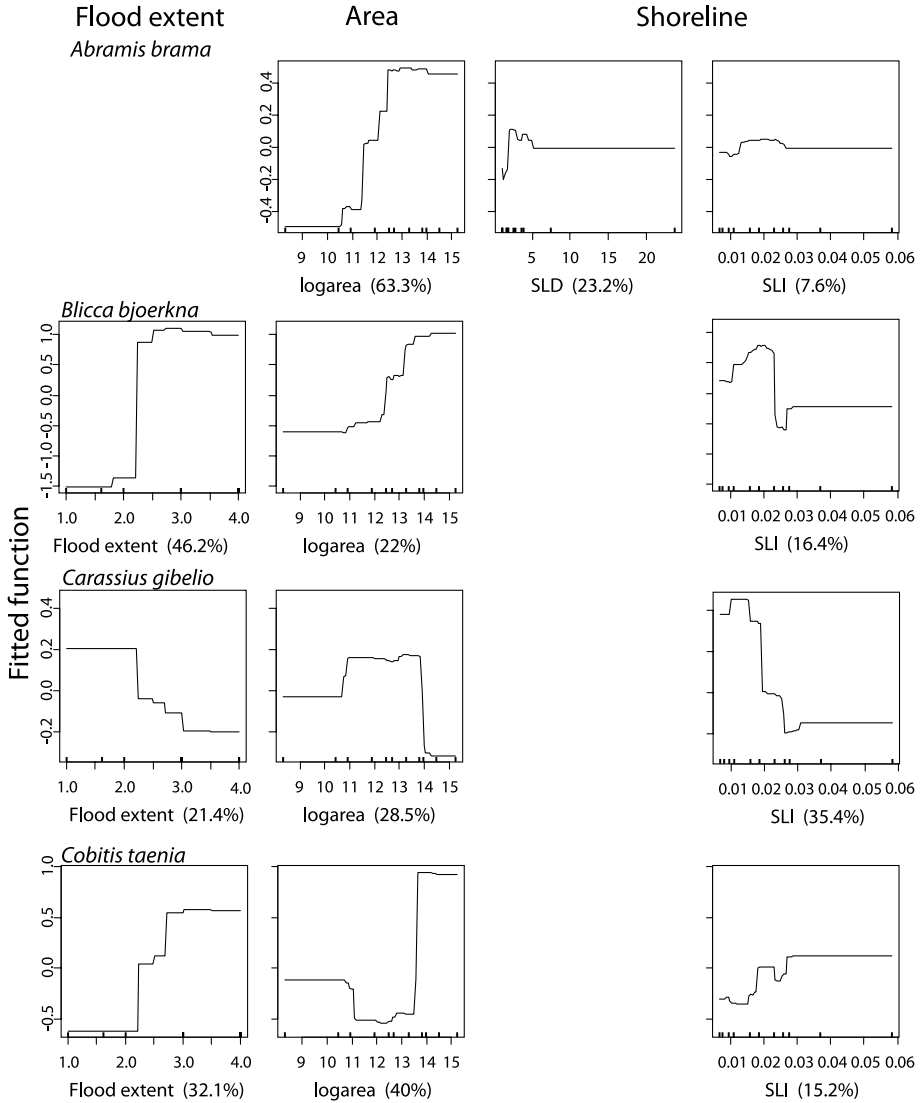 Flood extent Area Shoreline
Abramis brama
-0.4 -0.2 0.0 0.2 0.4
9 10 11 12 13 14 15
logarea (63.3%)
5 10 15 20
SLD (23.2%)
0.01 0.02 0.03 0.04 0.05 0.06
SLI (7.6%)
Blicca bjoerkna
-1.5 -1.0 -0.5 0.0 0.5 1.0
1.0 2.0 3.0 4.0
Flood extent (46.2%)
9 10 11 12 13 14 15
logarea (22%)
0.01 0.02 0.03 0.04 0.05 0.06
SLI (16.4%)
Fitted function
Carassius gibelio
-0.2 0.0 0.2 0.4
1.0 2.0 3.0 4.0
Flood extent (21.4%)
9 10 11 12 13 14 15
logarea (28.5%)
0.01 0.02 0.03 0.04 0.05 0.06
SLI (35.4%)
Cobitis taenia
-0.5 0.0 0.5 1.0
1.0 2.0 3.0 4.0
Flood extent (32.1%)
9 10 11 12 13 14 15
logarea (40%)
0.01 0.02 0.03 0.04 0.05 0.06
SLI (15.2%)